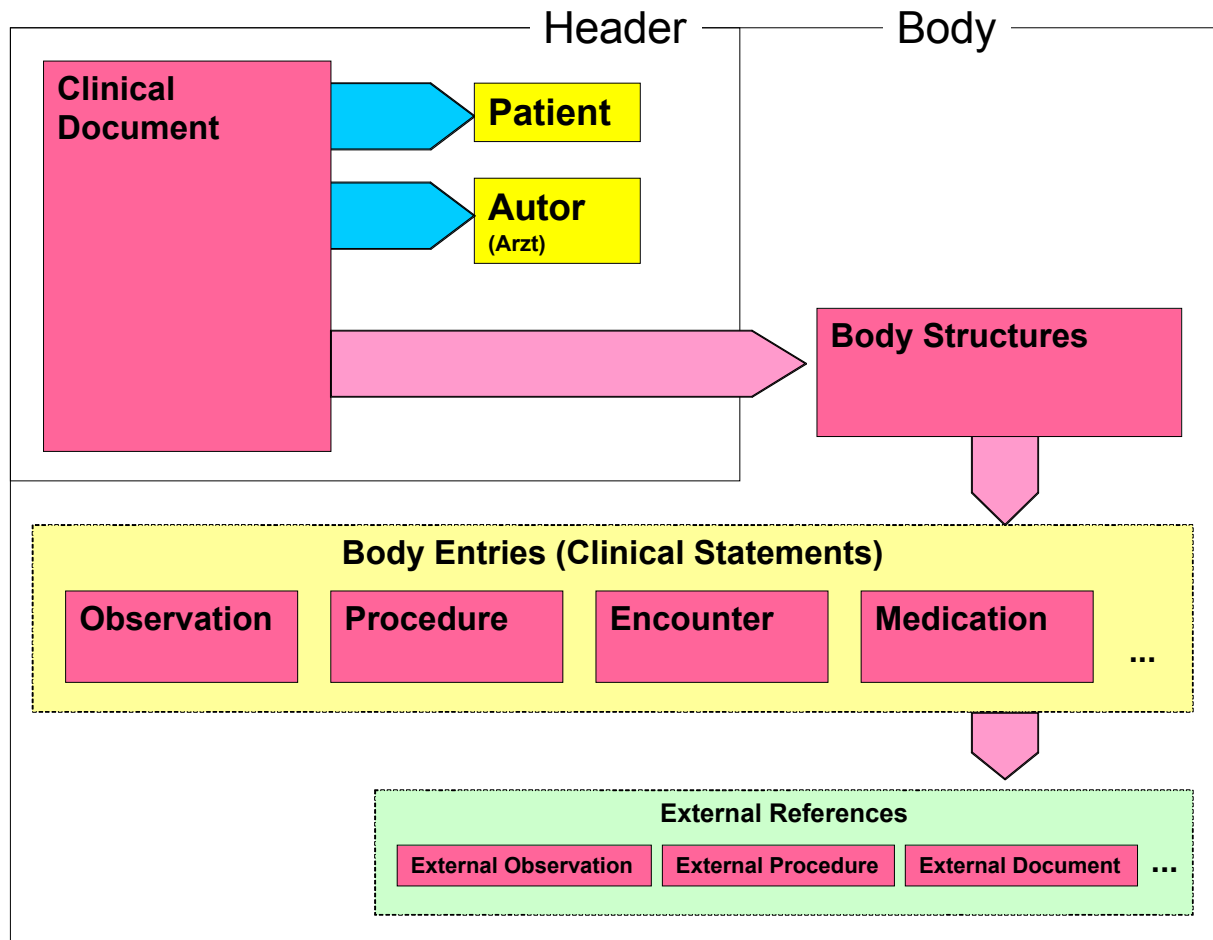 Header
Body
Clinical
Document
Patient
Autor
(Arzt)
Body Structures
Body Entries (Clinical Statements)
Observation
Procedure
Encounter
Medication
...
External References
External Observation
External Procedure
External Document
...